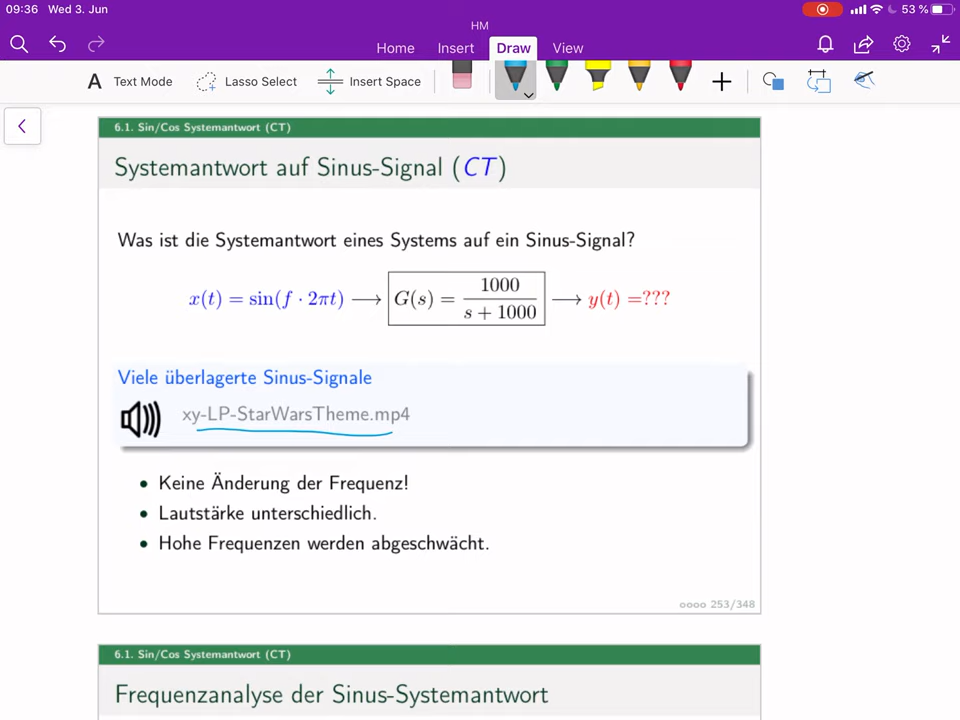 09:36 Wed 3. Jun
53 %
HM
Home Insert Draw View
A Text Mode Lasso Select Insert Space
6.1. Sin/Cos Systemantwort (CT)
Systemantwort auf Sinus-Signal (CT)
Was ist die Systemantwort eines Systems auf ein Sinus-Signal?
x(t) = sin(f · 2πt) ⟶ G(s) = 1000 / (s + 1000) ⟶ y(t) =???
Viele überlagerte Sinus-Signale
xy-LP-StarWarsTheme.mp4
• Keine Änderung der Frequenz!
• Lautstärke unterschiedlich.
• Hohe Frequenzen werden abgeschwächt.
oooo 253/348
6.1. Sin/Cos Systemantwort (CT)
Frequenzanalyse der Sinus-Systemantwort